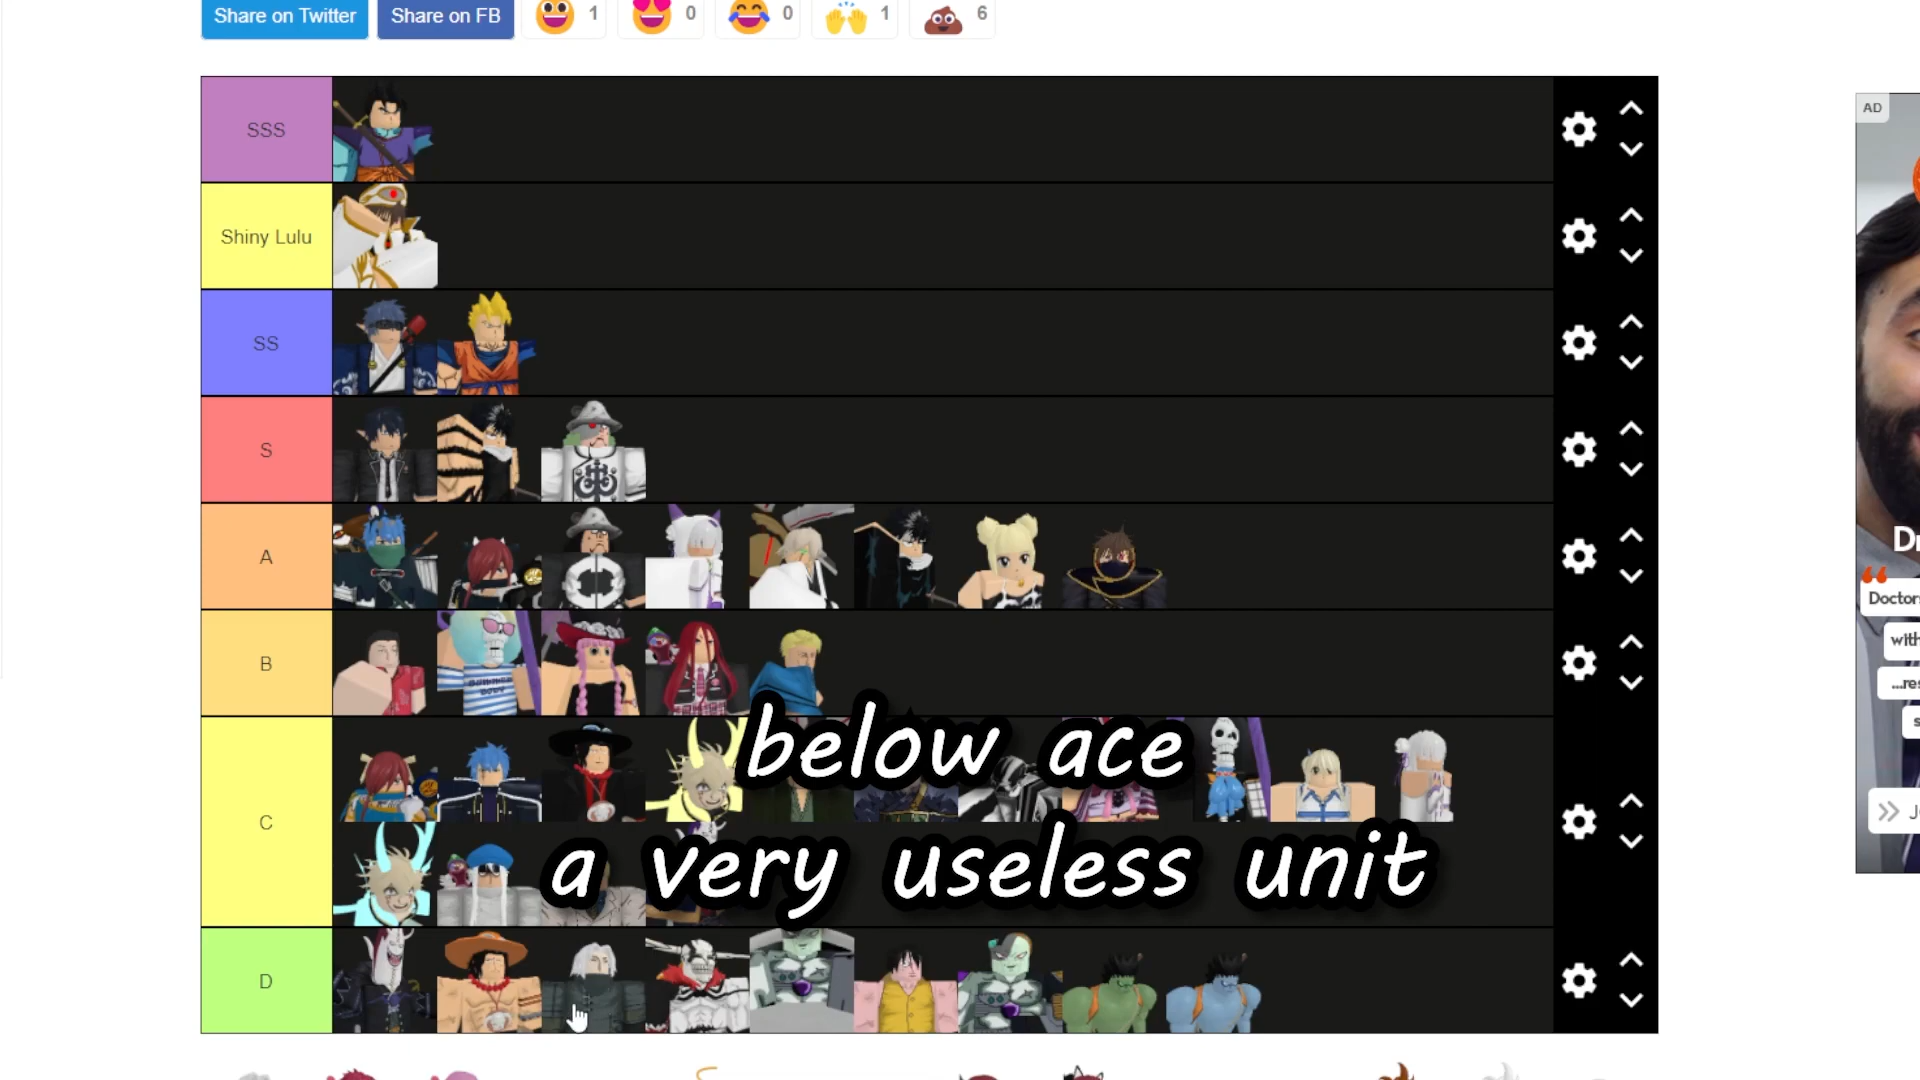 Share on Twitter Share on FB 1 0 0 1 6
AD
SSS
Shiny Lulu
SS
S
A
B
C
D
below ace
a very useless unit
Doctor
with
...res